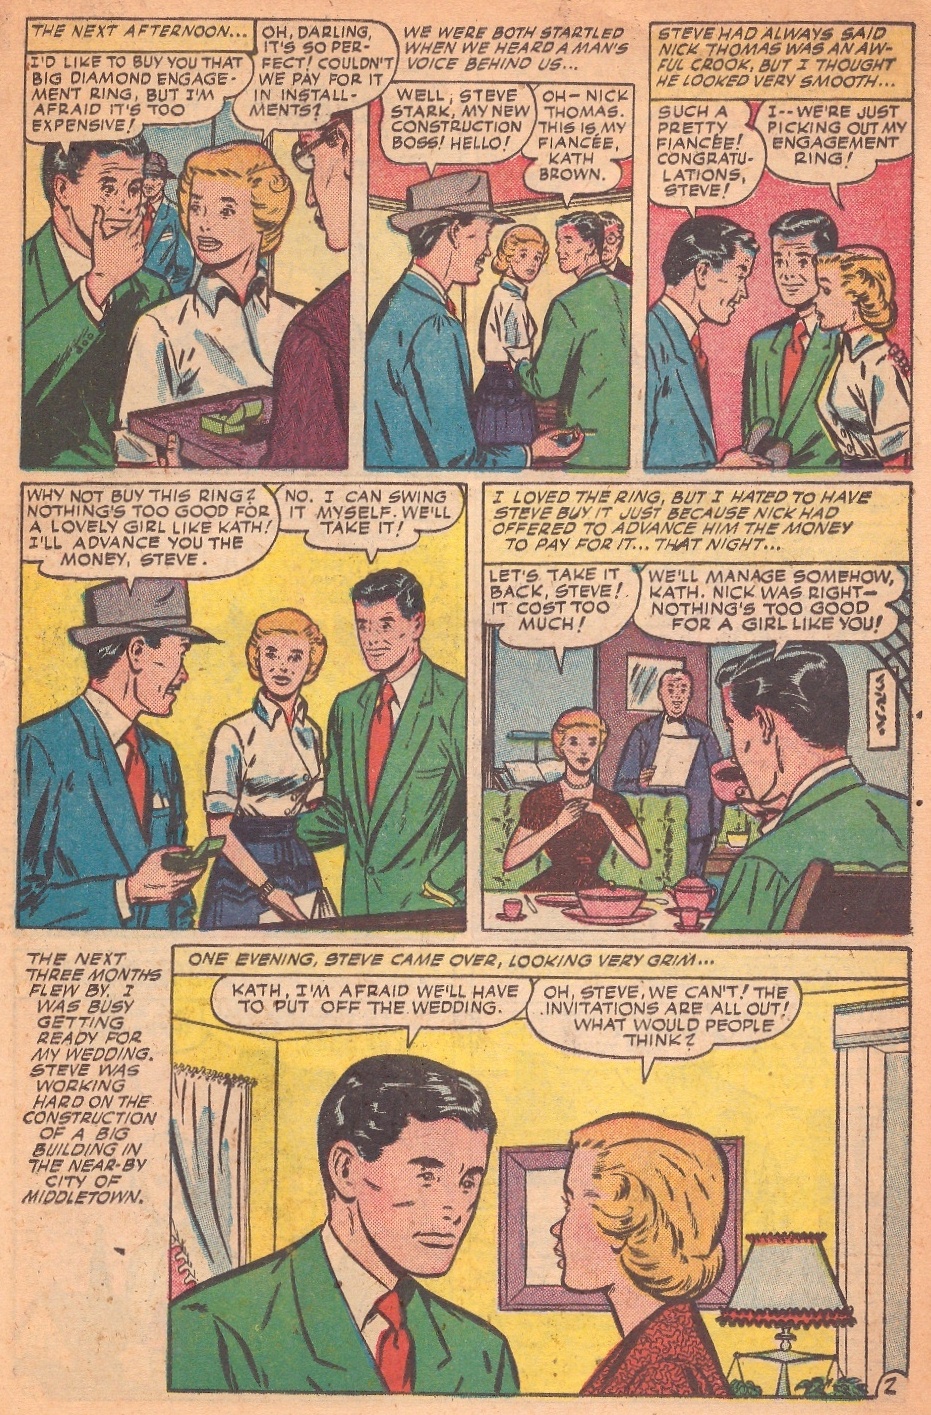 THE NEXT AFTERNOON...
I'D LIKE TO BUY YOU THAT
BIG DIAMOND ENGAGE-
MENT RING, BUT I'M
AFRAID IT'S TOO
EXPENSIVE!
OH, DARLING,
IT'S SO PER-
FECT! COULDN'T
WE PAY FOR IT
IN INSTALL-
MENTS?
WE WERE BOTH STARTLED
WHEN WE HEARD A MAN'S
VOICE BEHIND US...
WELL, STEVE
STARK, MY NEW
CONSTRUCTION
BOSS! HELLO!
OH--NICK
THOMAS.
THIS IS MY
FIANCÉE,
KATH
BROWN.
STEVE HAD ALWAYS SAID
NICK THOMAS WAS AN AW-
FUL CROOK, BUT I THOUGHT
HE LOOKED VERY SMOOTH...
SUCH A
PRETTY
FIANCÉE!
CONGRATU-
LATIONS,
STEVE!
I--WE'RE JUST
PICKING OUT MY
ENGAGEMENT
RING!
WHY NOT BUY THIS RING?
NOTHING'S TOO GOOD FOR
A LOVELY GIRL LIKE KATH!
I'LL ADVANCE YOU THE
MONEY, STEVE.
NO. I CAN SWING
IT MYSELF. WE'LL
TAKE IT!
I LOVED THE RING, BUT I HATED TO HAVE
STEVE BUY IT JUST BECAUSE NICK HAD
OFFERED TO ADVANCE HIM THE MONEY
TO PAY FOR IT... THAT NIGHT...
LET'S TAKE IT
BACK, STEVE!
IT COST TOO
MUCH!
WE'LL MANAGE SOMEHOW,
KATH. NICK WAS RIGHT--
NOTHING'S TOO GOOD
FOR A GIRL LIKE YOU!
THE NEXT
THREE MONTHS
FLEW BY. I
WAS BUSY
GETTING
READY FOR
MY WEDDING.
STEVE WAS
WORKING
HARD ON THE
CONSTRUCTION
OF A BIG
BUILDING IN
THE NEAR-BY
CITY OF
MIDDLETOWN.
ONE EVENING, STEVE CAME OVER, LOOKING VERY GRIM...
KATH, I'M AFRAID WE'LL HAVE
TO PUT OFF THE WEDDING.
OH, STEVE, WE CAN'T! THE
INVITATIONS ARE ALL OUT!
WHAT WOULD PEOPLE
THINK?
2